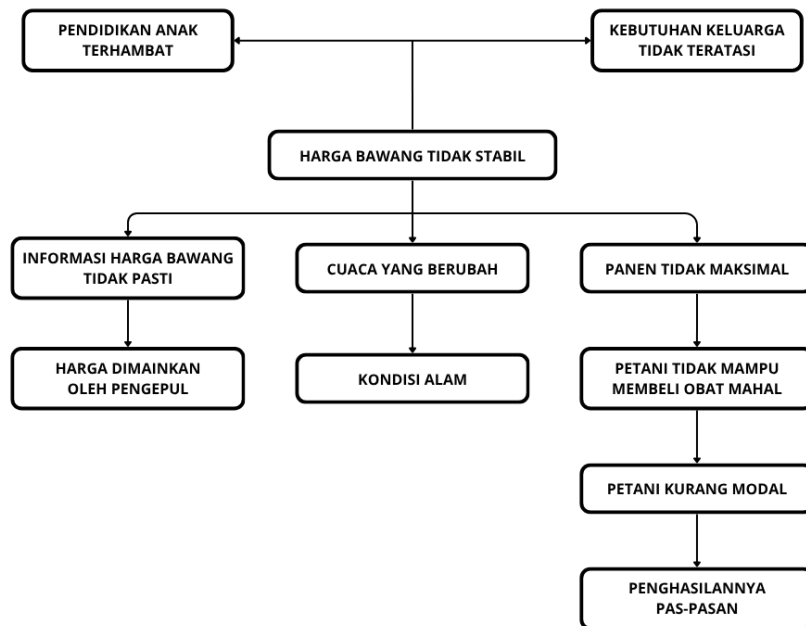 PENDIDIKAN ANAK
TERHAMBAT
KEBUTUHAN KELUARGA
TIDAK TERATASI
HARGA BAWANG TIDAK STABIL
INFORMASI HARGA BAWANG
TIDAK PASTI
CUACA YANG BERUBAH
PANEN TIDAK MAKSIMAL
HARGA DIMAINKAN
OLEH PENGEPUL
KONDISI ALAM
PETANI TIDAK MAMPU
MEMBELI OBAT MAHAL
PETANI KURANG MODAL
PENGHASILANNYA
PAS-PASAN